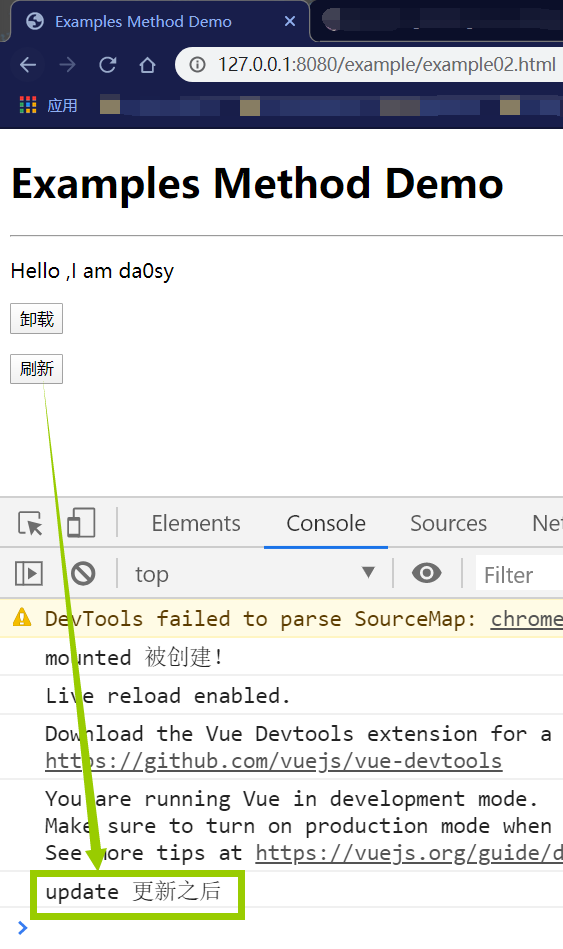 Examples Method Demo
127.0.0.1:8080/example/example02.html
应用
Examples Method Demo
Hello ,I am da0sy
卸载
刷新
Elements Console Sources Net
top Filter
DevTools failed to parse SourceMap: chrome
mounted 被创建!
Live reload enabled.
Download the Vue Devtools extension for a
https://github.com/vuejs/vue-devtools
You are running Vue in development mode.
Make sure to turn on production mode when
See more tips at https://vuejs.org/guide/d
update 更新之后